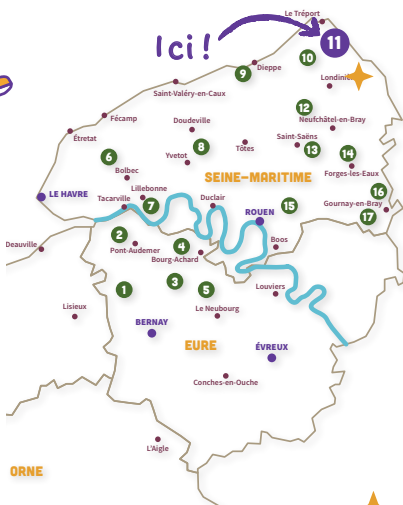 Le Tréport
Ici !
11
10
Dieppe
9
Londiniè
Saint-Valéry-en-Caux
12
Fécamp
Doudeville
Neufchâtel-en-Bray
Étretat
Saint-Saëns
8
Tôtes
13
14
6
Yvetot
Bolbec
SEINE-MARITIME
Forges-les-Eaux
Lillebonne
16
LE HAVRE
Tacarville
7
Duclair
15
Gournay-en-Bray
ROUEN
17
2
Deauville
Pont-Audemer
4
Boos
Bourg-Achard
3
1
5
Louviers
Lisieux
Le Neubourg
BERNAY
EURE
ÉVREUX
Conches-en-Ouche
L'Aigle
ORNE